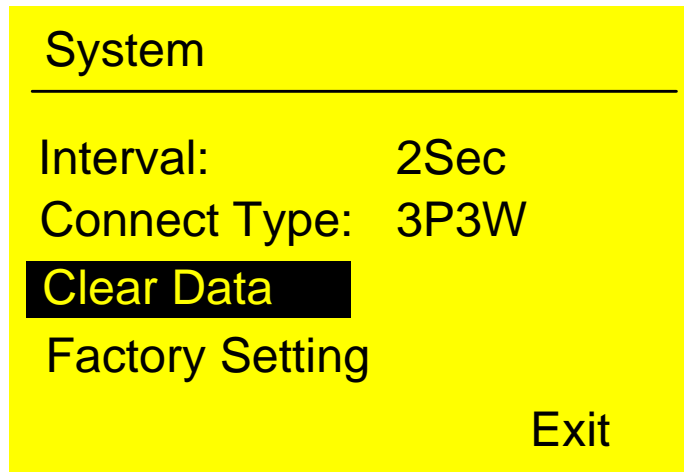 System
Interval: 2Sec
Connect Type: 3P3W
Clear Data
Factory Setting
Exit